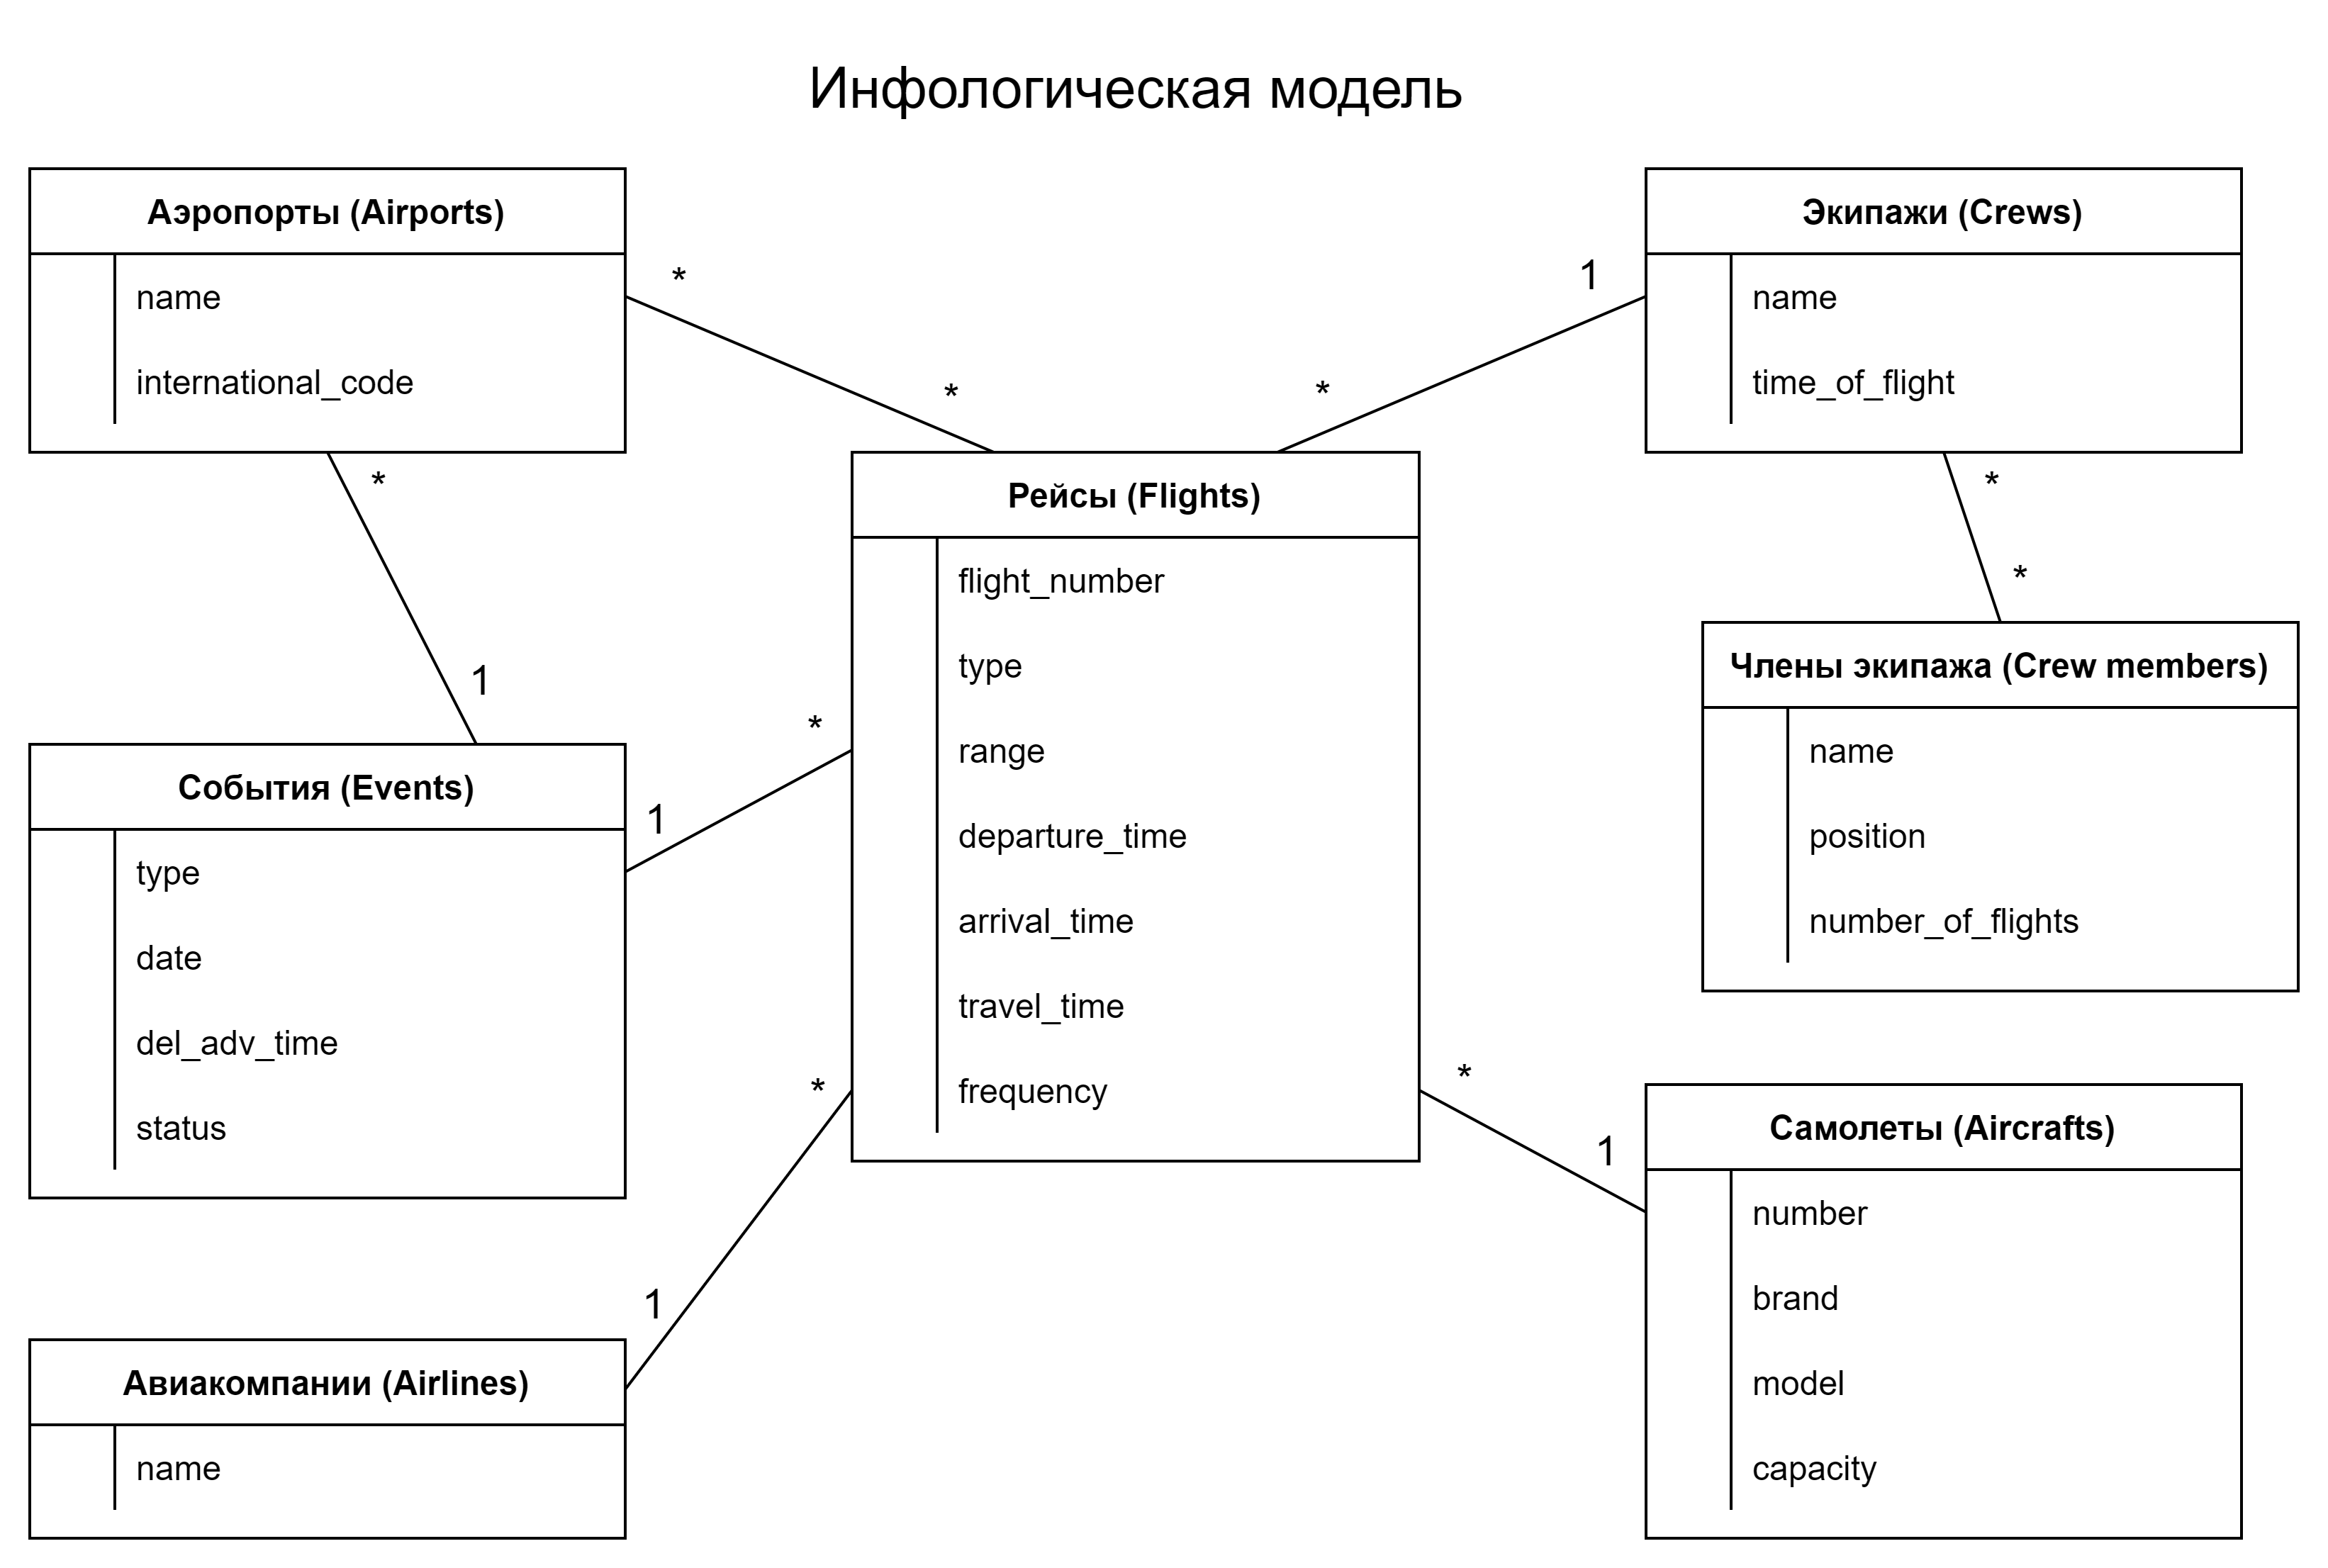 Инфологическая модель
Аэропорты (Airports)
name
international_code
*
*
*
1
Экипажи (Crews)
name
time_of_flight
1
*
*
*
Рейсы (Flights)
flight_number
type
range
departure_time
arrival_time
travel_time
frequency
Члены экипажа (Crew members)
name
position
number_of_flights
События (Events)
type
date
del_adv_time
status
*
1
*
1
*
1
Авиакомпании (Airlines)
name
Самолеты (Aircrafts)
number
brand
model
capacity